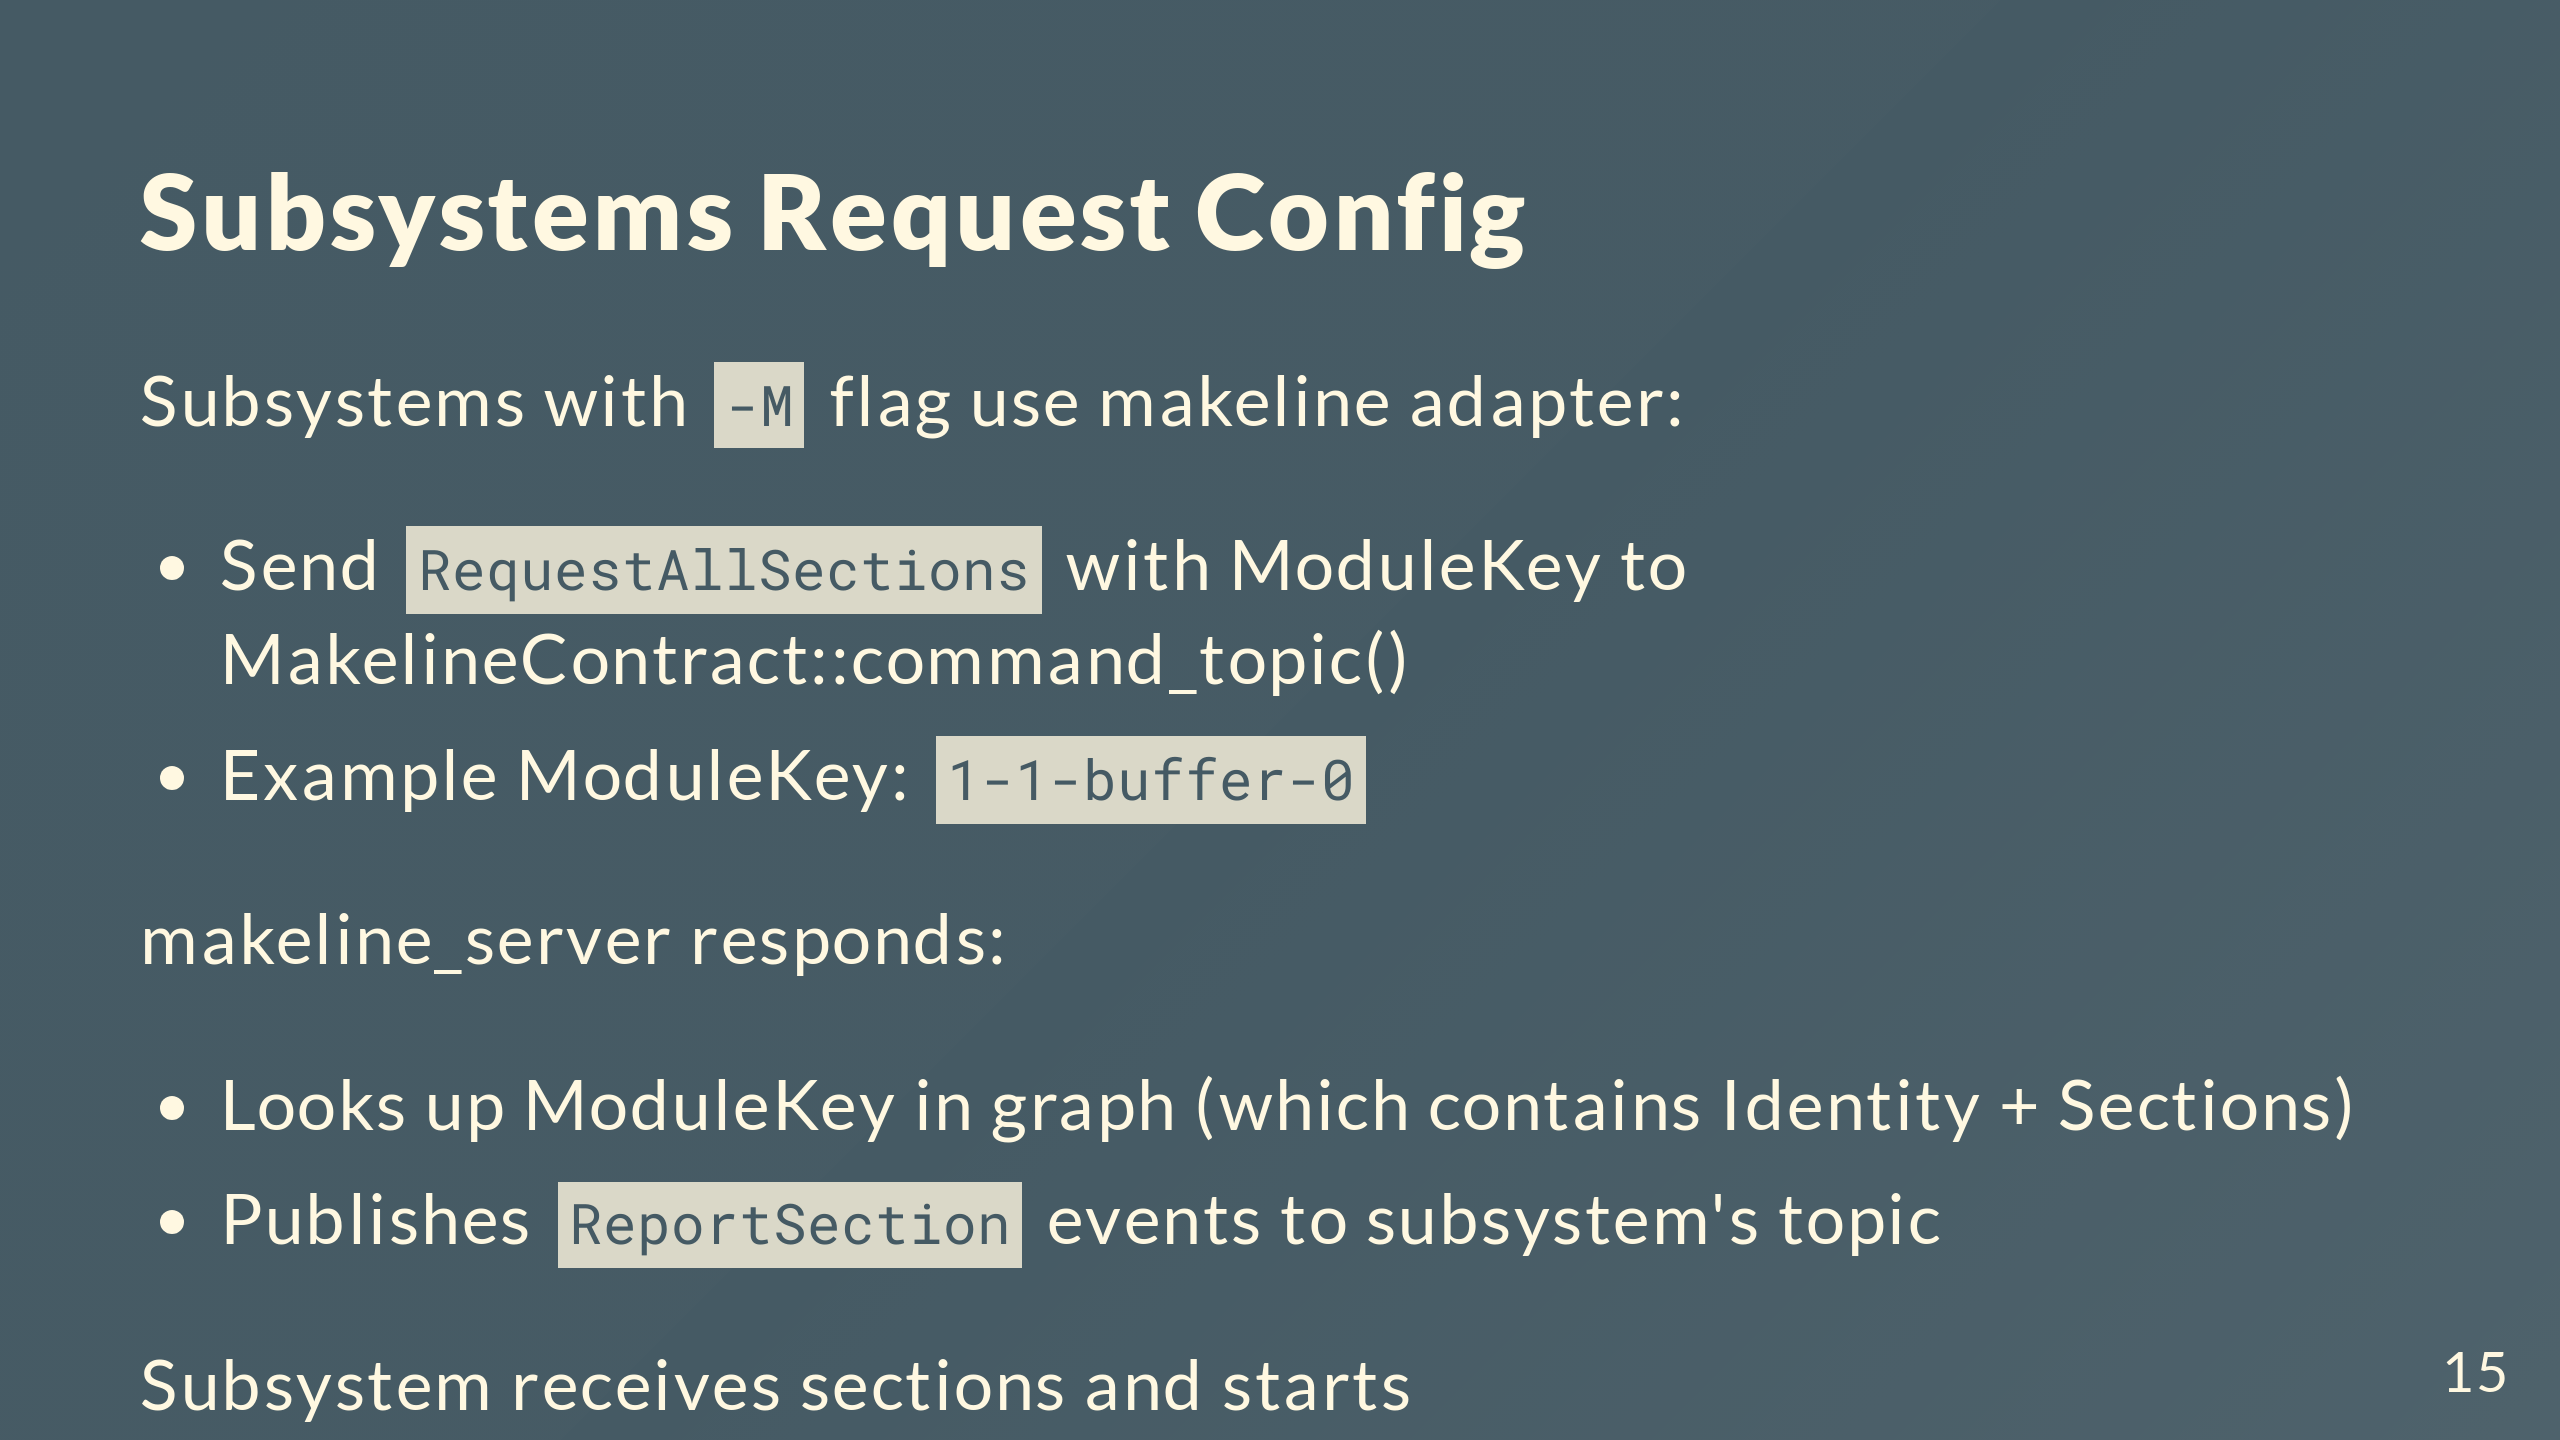 Subsystems Request Config
Subsystems with -M flag use makeline adapter:
• Send RequestAllSections with ModuleKey to
MakelineContract::command_topic()
• Example ModuleKey: 1-1-buffer-0
makeline_server responds:
• Looks up ModuleKey in graph (which contains Identity + Sections)
• Publishes ReportSection events to subsystem's topic
Subsystem receives sections and starts
15